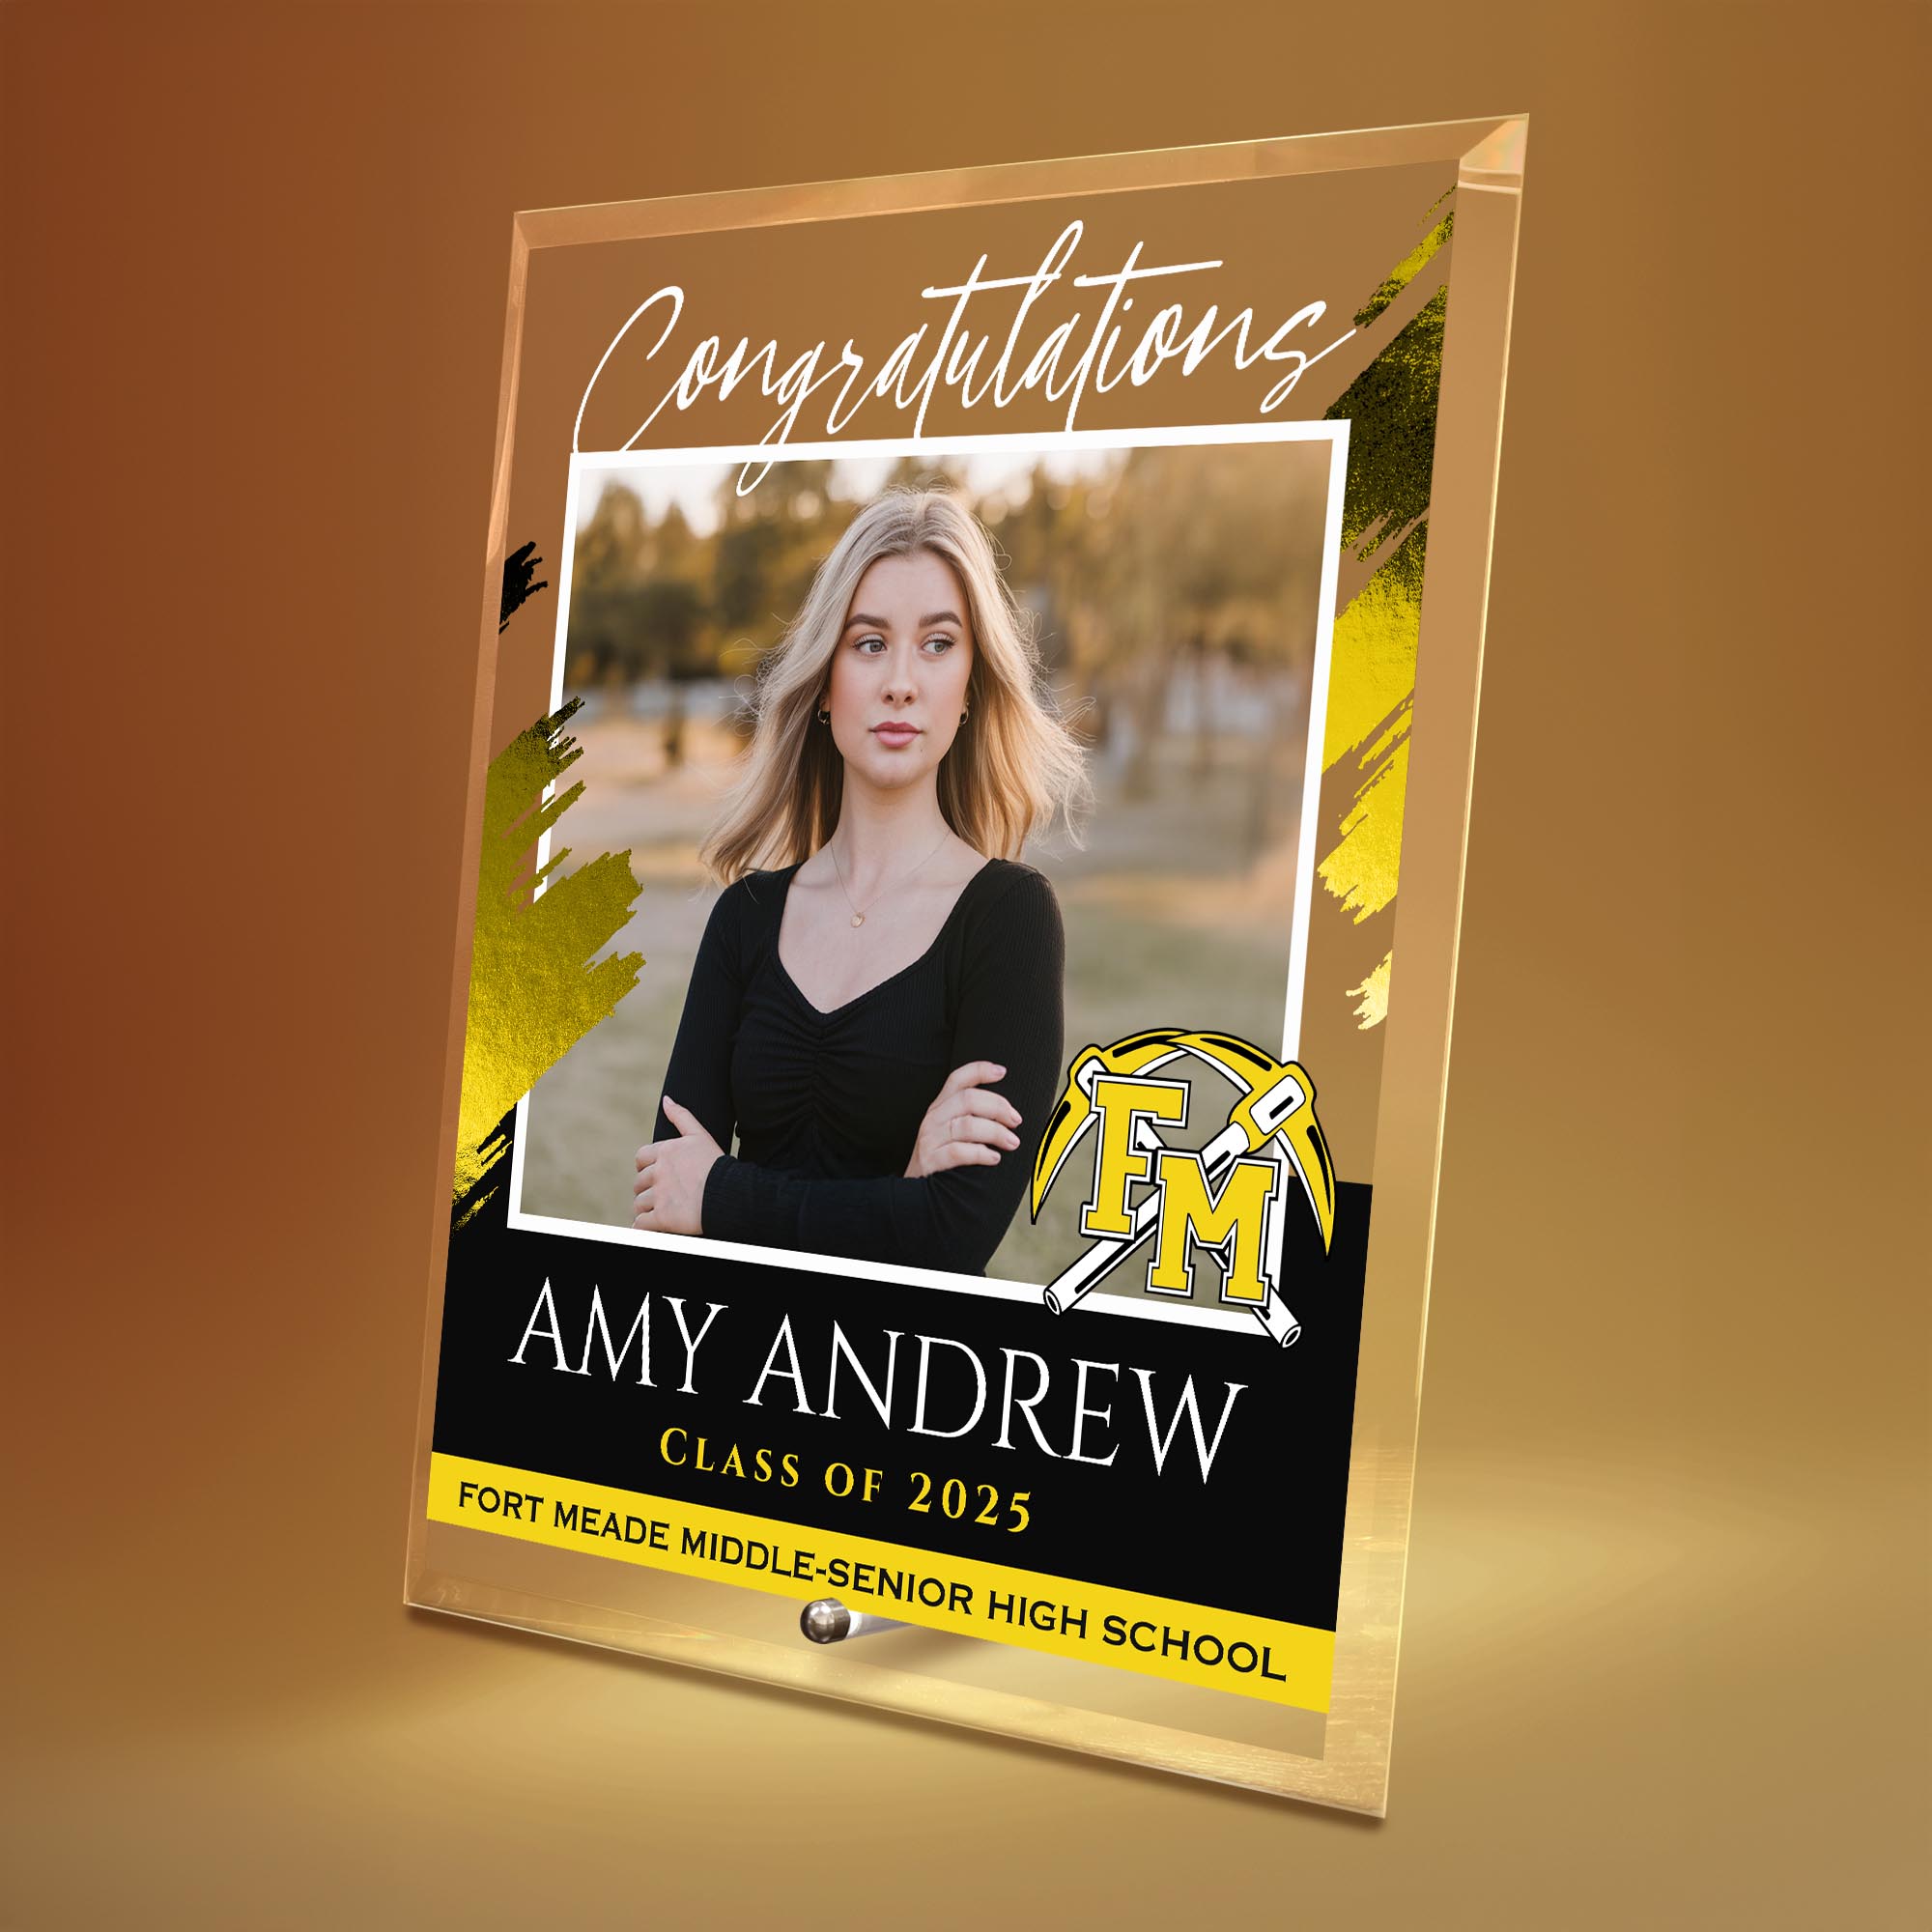 Congratulations
FM
AMY ANDREW
CLASS OF 2025
FORT MEADE MIDDLE-SENIOR HIGH SCHOOL